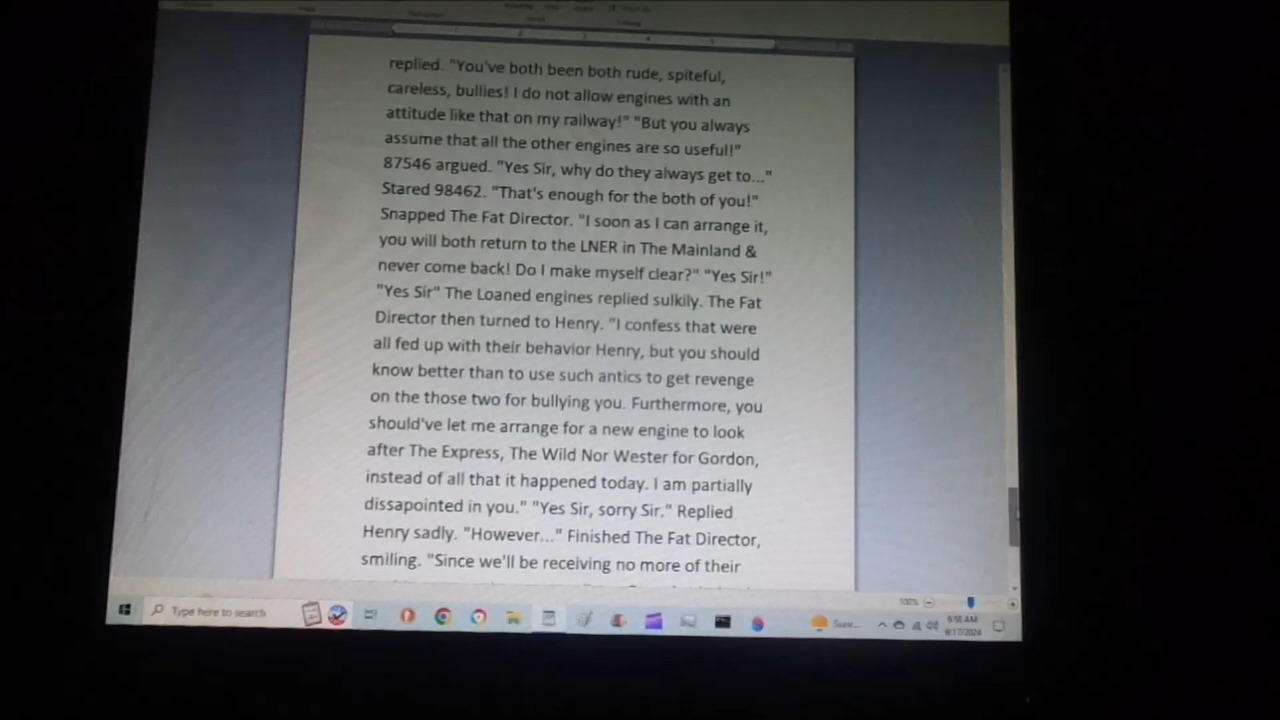 replied. "You've both been both rude, spiteful,
careless, bullies! I do not allow engines with an
attitude like that on my railway!" "But you always
assume that all the other engines are so useful!"
87546 argued. "Yes Sir, why do they always get to..."
Stared 98462. "That's enough for the both of you!"
Snapped The Fat Director. "I soon as I can arrange it,
you will both return to the LNER in The Mainland &
never come back! Do I make myself clear?" "Yes Sir!"
"Yes Sir" The Loaned engines replied sulkily. The Fat
Director then turned to Henry. "I confess that were
all fed up with their behavior Henry, but you should
know better than to use such antics to get revenge
on the those two for bullying you. Furthermore, you
should've let me arrange for a new engine to look
after The Express, The Wild Nor Wester for Gordon,
instead of all that it happened today. I am partially
dissapointed in you." "Yes Sir, sorry Sir." Replied
Henry sadly. "However..." Finished The Fat Director,
smiling. "Since we'll be receiving no more of their
100%
Type here to search
8/17/2024